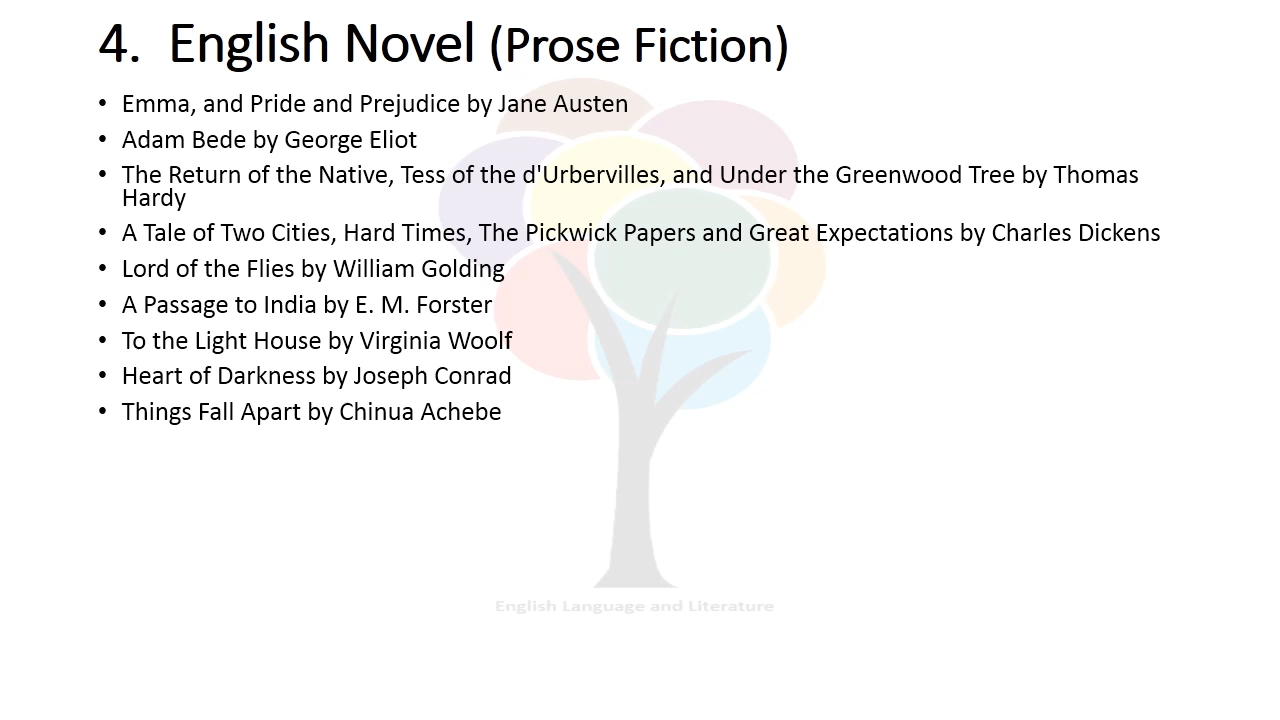 4. English Novel (Prose Fiction)
• Emma, and Pride and Prejudice by Jane Austen
• Adam Bede by George Eliot
• The Return of the Native, Tess of the d'Urbervilles, and Under the Greenwood Tree by Thomas
Hardy
• A Tale of Two Cities, Hard Times, The Pickwick Papers and Great Expectations by Charles Dickens
• Lord of the Flies by William Golding
• A Passage to India by E. M. Forster
• To the Light House by Virginia Woolf
• Heart of Darkness by Joseph Conrad
• Things Fall Apart by Chinua Achebe
English Language and Literature